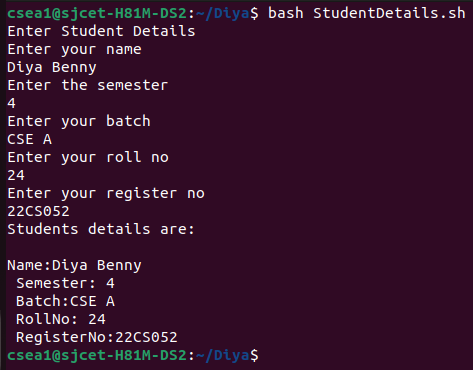 csea1@sjcet-H81M-DS2:~/Diya$ bash StudentDetails.sh
Enter Student Details
Enter your name
Diya Benny
Enter the semester
4
Enter your batch
CSE A
Enter your roll no
24
Enter your register no
22CS052
Students details are:

Name:Diya Benny
 Semester: 4
 Batch:CSE A
 RollNo: 24
 RegisterNo:22CS052
csea1@sjcet-H81M-DS2:~/Diya$